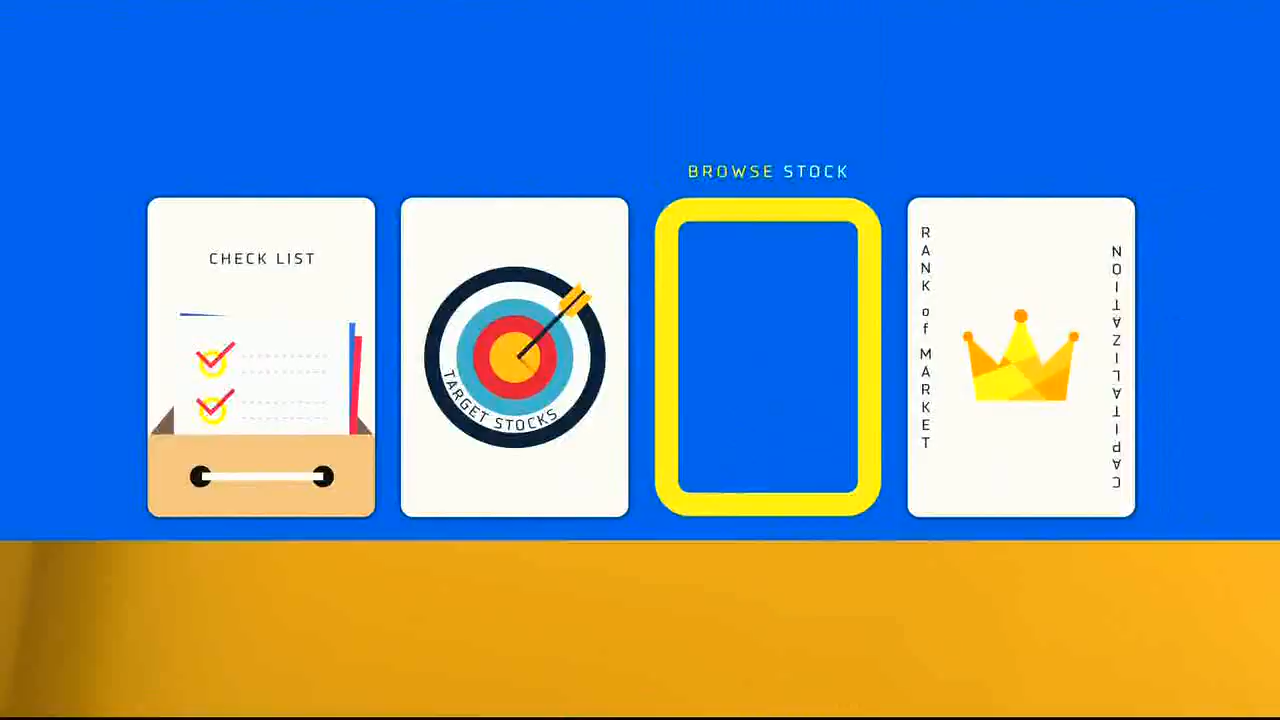 BROWSE STOCK
CHECK LIST
TARGET STOCKS
RANK of MARKET
CAPITALIZATION